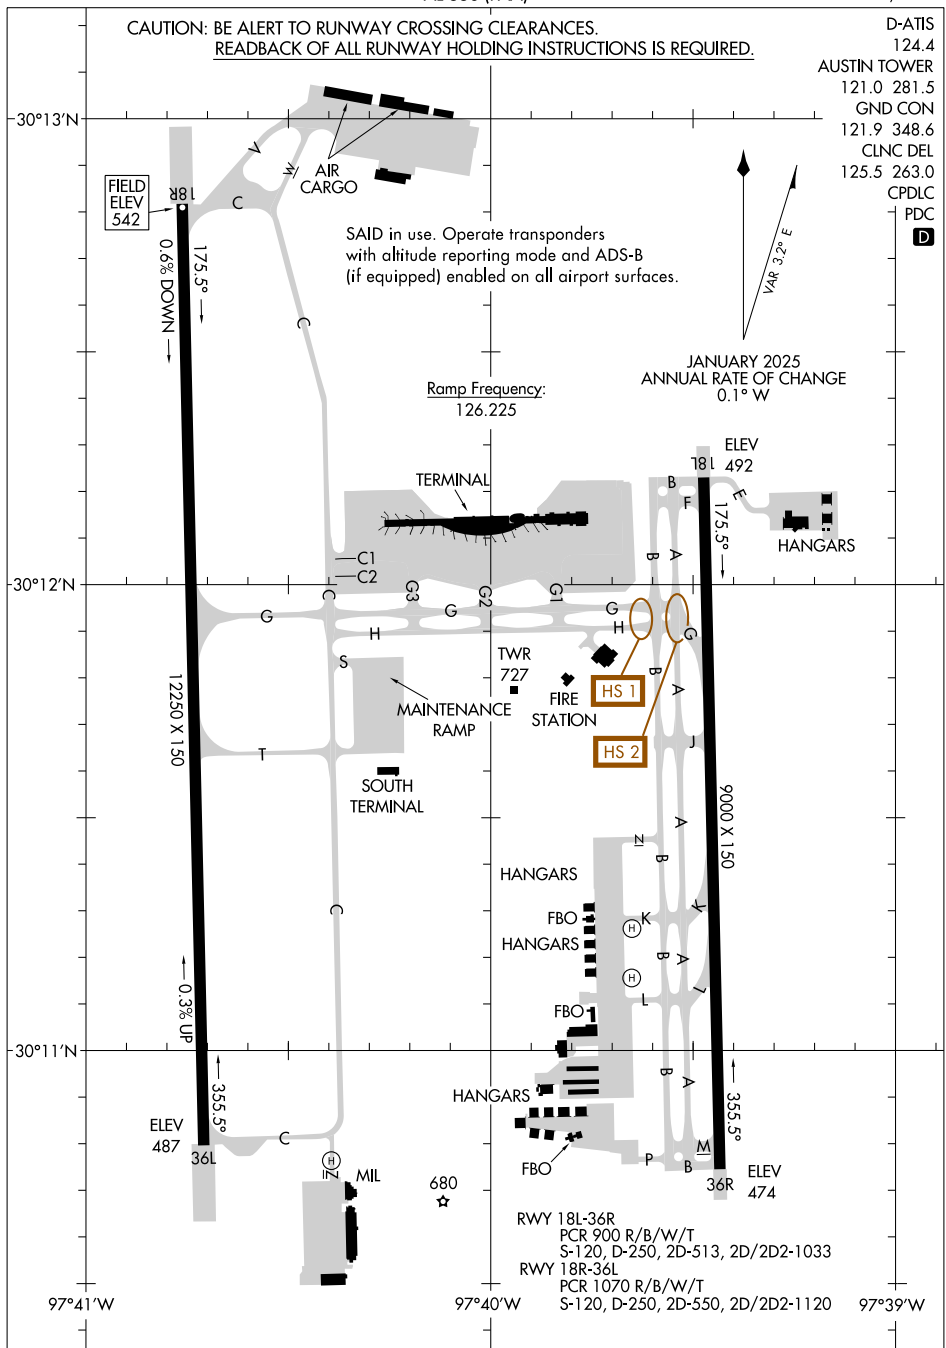 CAUTION: BE ALERT TO RUNWAY CROSSING CLEARANCES.
READBACK OF ALL RUNWAY HOLDING INSTRUCTIONS IS REQUIRED.
D-ATIS
124.4
AUSTIN TOWER
121.0 281.5
GND CON
121.9 348.6
CLNC DEL
125.5 263.0
CPDLC
PDC
D
30°13'N
V
W
AIR
CARGO
FIELD
ELEV
542
18R
C
175.5°
0.6% DOWN
SAID in use. Operate transponders
with altitude reporting mode and ADS-B
(if equipped) enabled on all airport surfaces.
VAR 3.2° E
JANUARY 2025
ANNUAL RATE OF CHANGE
0.1° W
C
Ramp Frequency:
126.225
TERMINAL
18L
ELEV
492
B
F
E
175.5°
HANGARS
B
A
C1
C2
30°12'N
C
G
G3
G
G2
G1
G
H
H
G
S
TWR
727
FIRE
STATION
HS 1
HS 2
B
A
J
MAINTENANCE
RAMP
12250 X 150
T
SOUTH
TERMINAL
9000 X 150
A
N
B
HANGARS
C
FBO
K
K
H
HANGARS
B
A
H
L
L
FBO
0.3% UP
30°11'N
355.5°
B
A
355.5°
HANGARS
ELEV
487
36L
C
H
N
MIL
680
FBO
P
B
M
36R
ELEV
474
RWY 18L-36R
PCR 900 R/B/W/T
S-120, D-250, 2D-513, 2D/2D2-1033
RWY 18R-36L
PCR 1070 R/B/W/T
S-120, D-250, 2D-550, 2D/2D2-1120
97°41'W
97°40'W
97°39'W